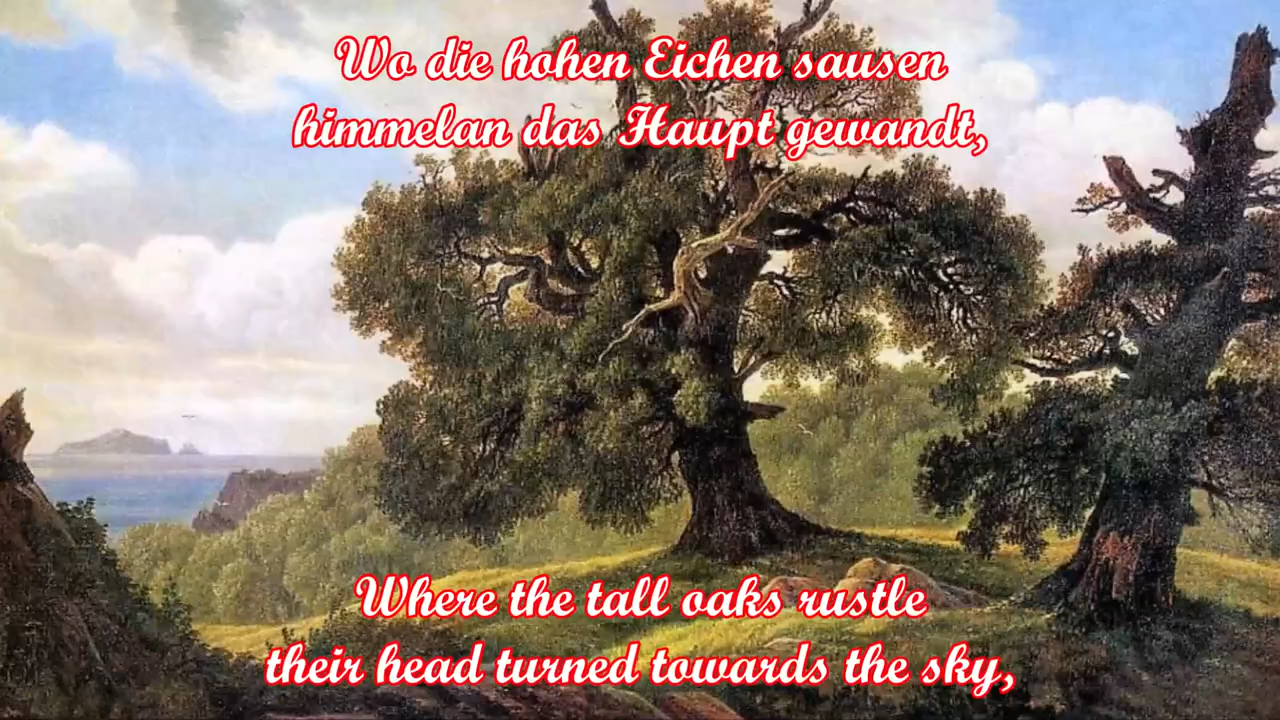 Wo die hohen Eichen sausen
himmelan das Haupt gewandt,
Where the tall oaks rustle
their head turned towards the sky,